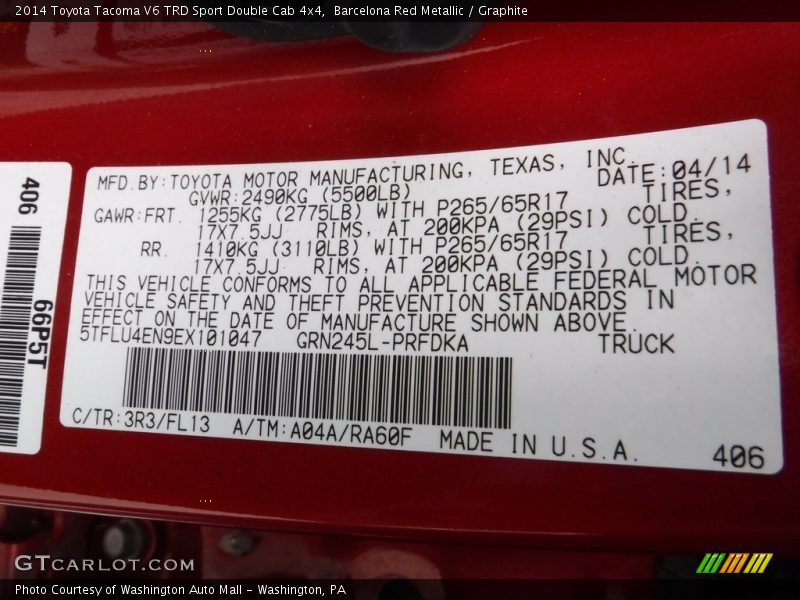 2014 Toyota Tacoma V6 TRD Sport Double Cab 4x4, Barcelona Red Metallic / Graphite
406
66P5T
MFD.BY:TOYOTA MOTOR MANUFACTURING, TEXAS, INC.
DATE:04/14
GVWR:2490KG (5500LB)
GAWR:FRT. 1255KG (2775LB) WITH P265/65R17 TIRES,
17X7.5JJ RIMS, AT 200KPA (29PSI) COLD.
RR. 1410KG (3110LB) WITH P265/65R17 TIRES,
17X7.5JJ RIMS, AT 200KPA (29PSI) COLD.
THIS VEHICLE CONFORMS TO ALL APPLICABLE FEDERAL MOTOR
VEHICLE SAFETY AND THEFT PREVENTION STANDARDS IN
EFFECT ON THE DATE OF MANUFACTURE SHOWN ABOVE.
5TFLU4EN9EX101047 GRN245L-PRFDKA TRUCK
C/TR:3R3/FL13 A/TM:A04A/RA60F MADE IN U.S.A.
406
GTCARLOT.COM
Photo Courtesy of Washington Auto Mall - Washington, PA